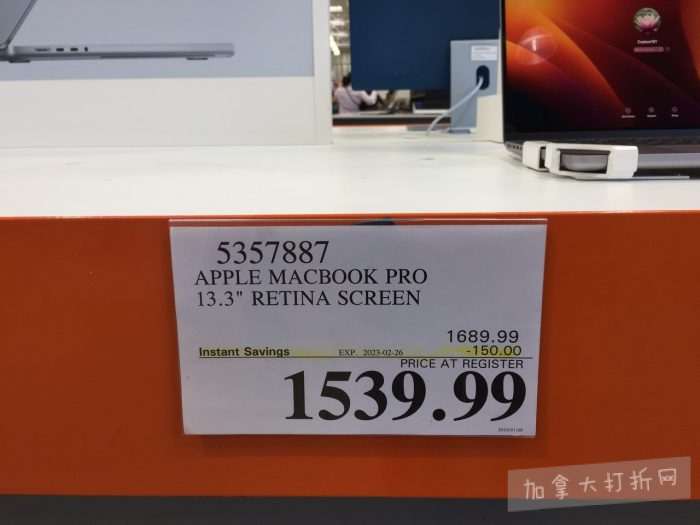 5357887
APPLE MACBOOK PRO
13.3" RETINA SCREEN
1689.99
Instant Savings EXP. 2023-02-26 -150.00
PRICE AT REGISTER
1539.99
加拿大打折网